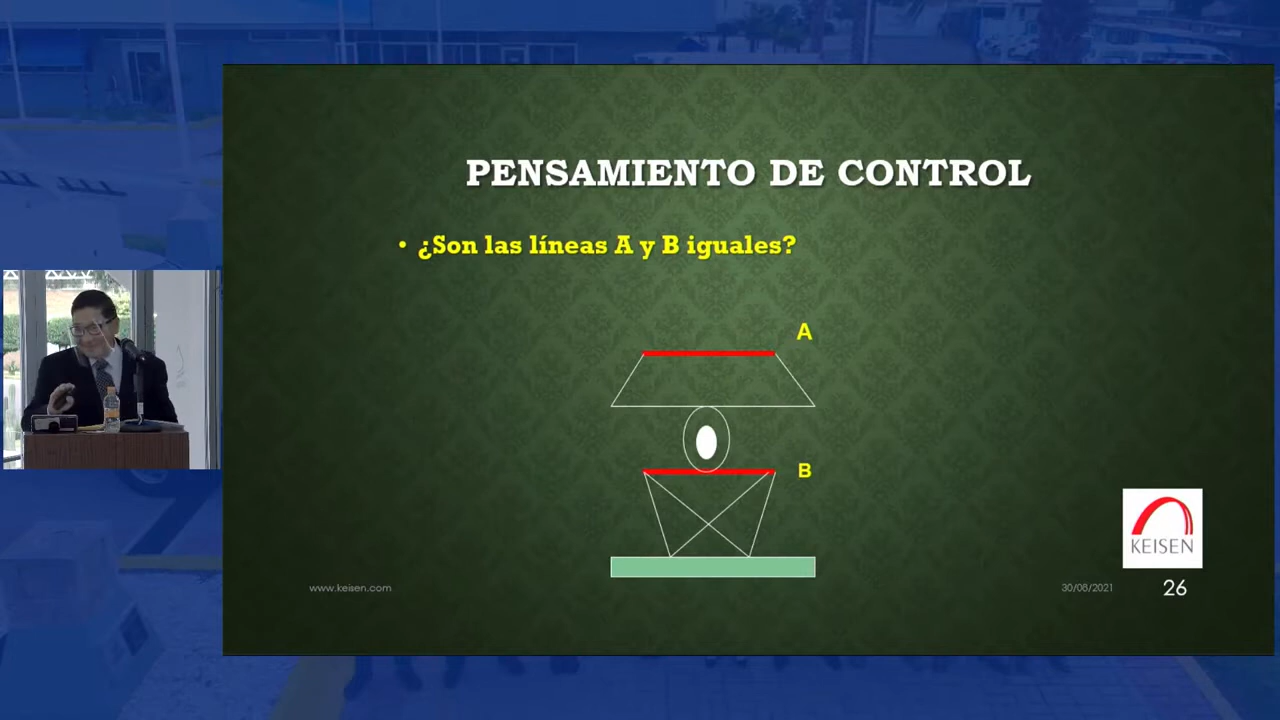 PENSAMIENTO DE CONTROL
• ¿Son las líneas A y B iguales?
A
B
KEISEN
www.keisen.com
30/08/2021
26